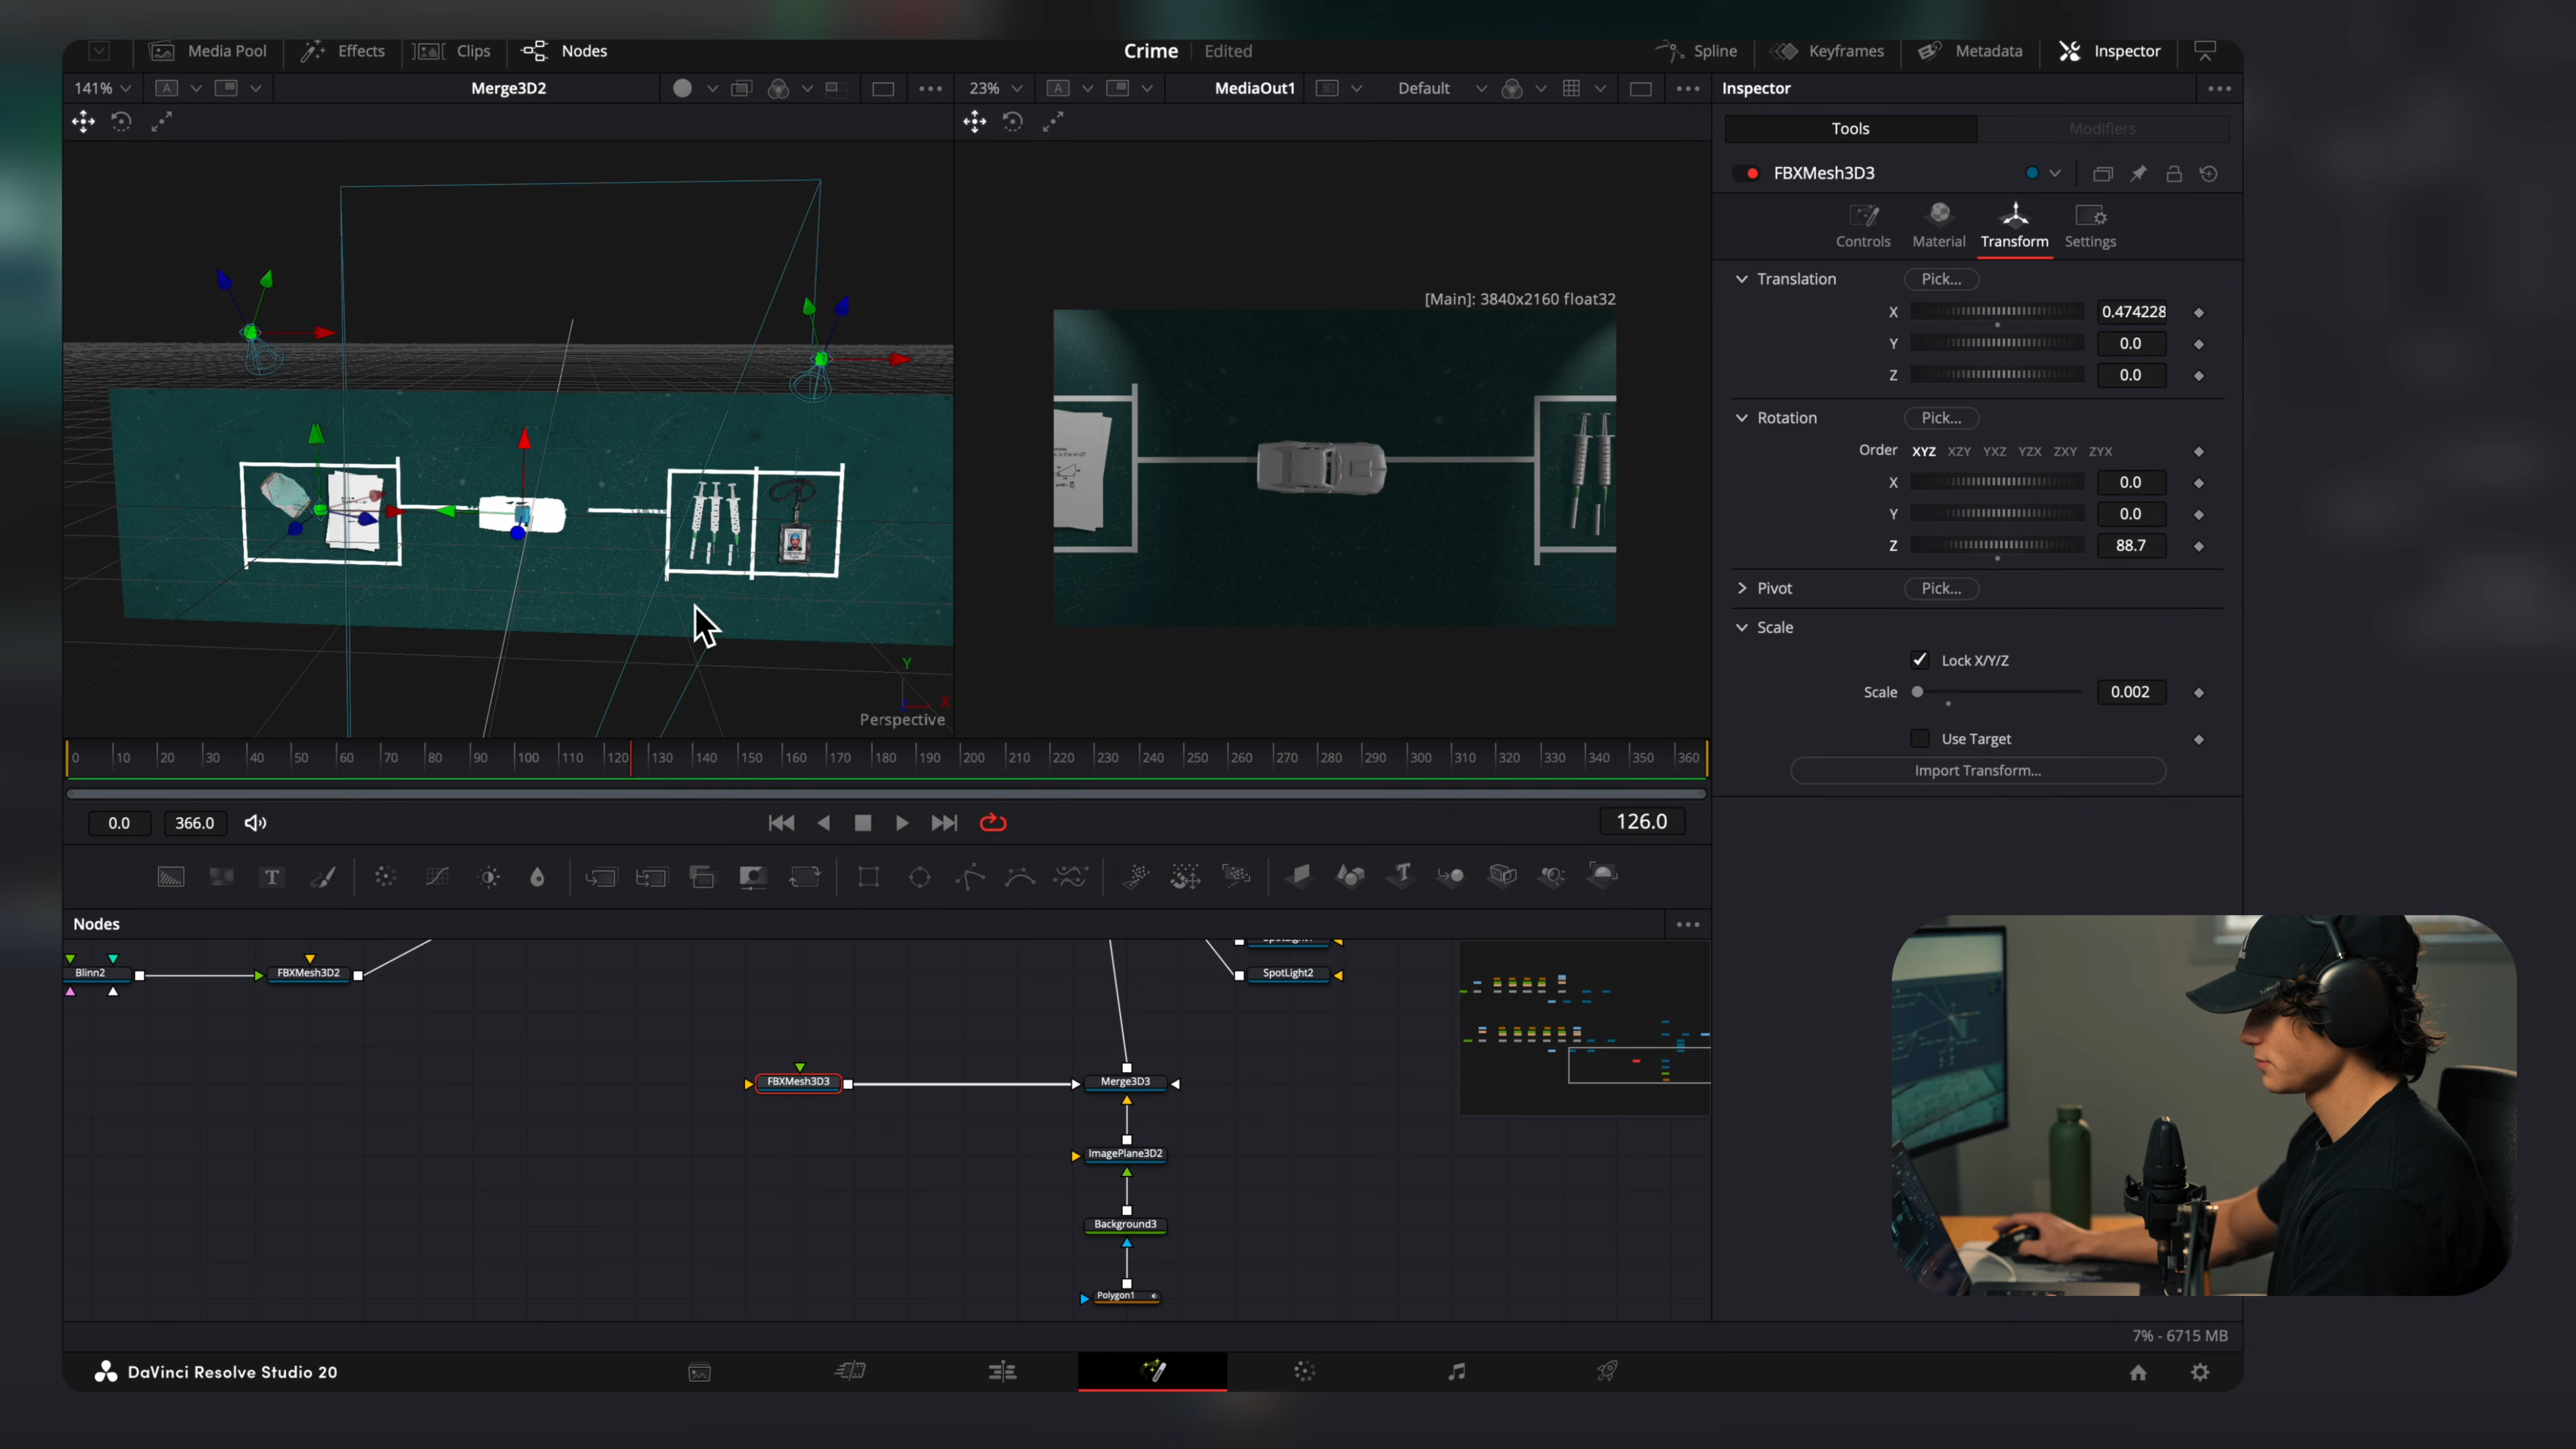 Media Pool Effects Clips Nodes Crime Edited Spline Keyframes Metadata Inspector
141% A Merge3D2 23% A MediaOut1 Default Inspector
Tools Modifiers
FBXMesh3D3
Controls Material Transform Settings
Translation Pick...
[Main]: 3840x2160 float32
X 0.474228
Y 0.0
Z 0.0
Rotation Pick...
Order XYZ XZY YXZ YZX ZXY ZYX
X 0.0
Y 0.0
Z 88.7
Pivot Pick...
Scale
Lock X/Y/Z
Scale 0.002
Y
X
Perspective
Use Target
0 10 20 30 40 50 60 70 80 90 100 110 120 130 140 150 160 170 180 190 200 210 220 230 240 250 260 270 280 290 300 310 320 330 340 350 360
Import Transform...
0.0 366.0 126.0
T T
Nodes
Blinn2 FBXMesh3D2 SpotLight2
FBXMesh3D3 Merge3D3
ImagePlane3D2
Background3
Polygon1
7% - 6715 MB
DaVinci Resolve Studio 20